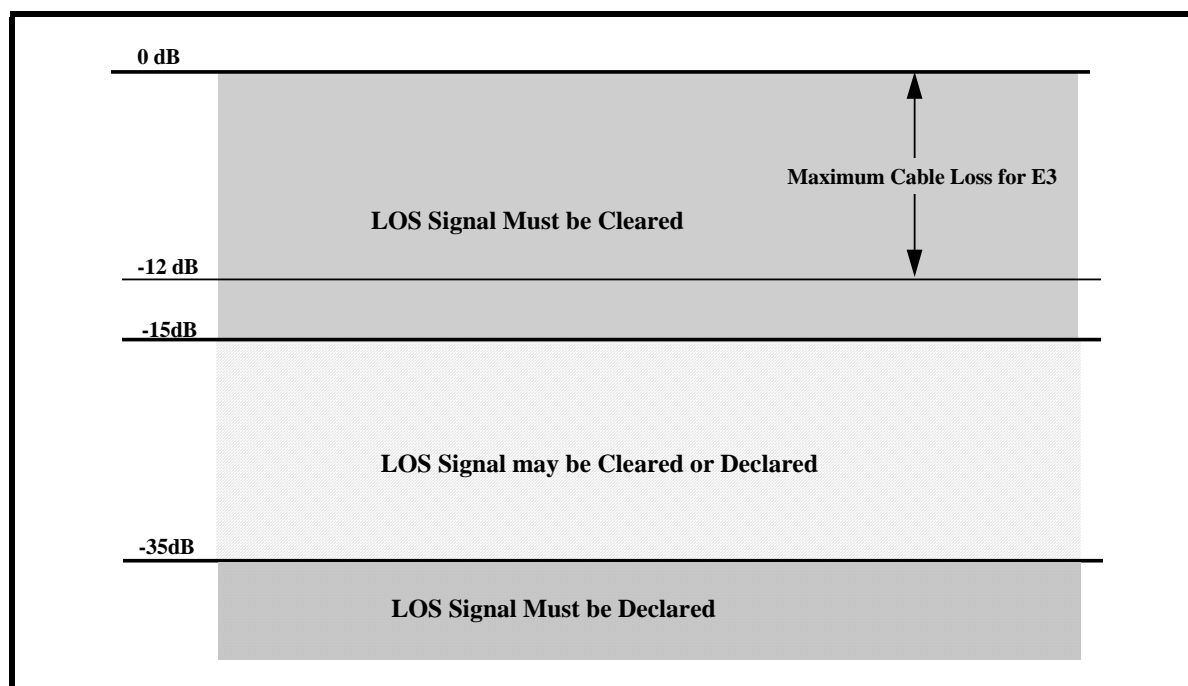 0 dB
Maximum Cable Loss for E3
LOS Signal Must be Cleared
-12 dB
-15dB
LOS Signal may be Cleared or Declared
-35dB
LOS Signal Must be Declared